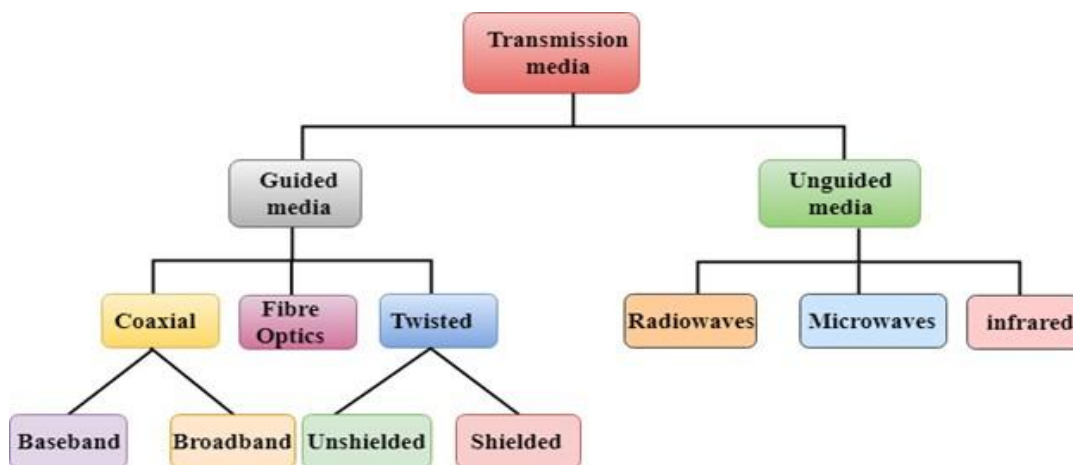 Transmission
media
Guided
media
Unguided
media
Coaxial
Fibre
Optics
Twisted
Radiowaves
Microwaves
infrared
Baseband
Broadband
Unshielded
Shielded